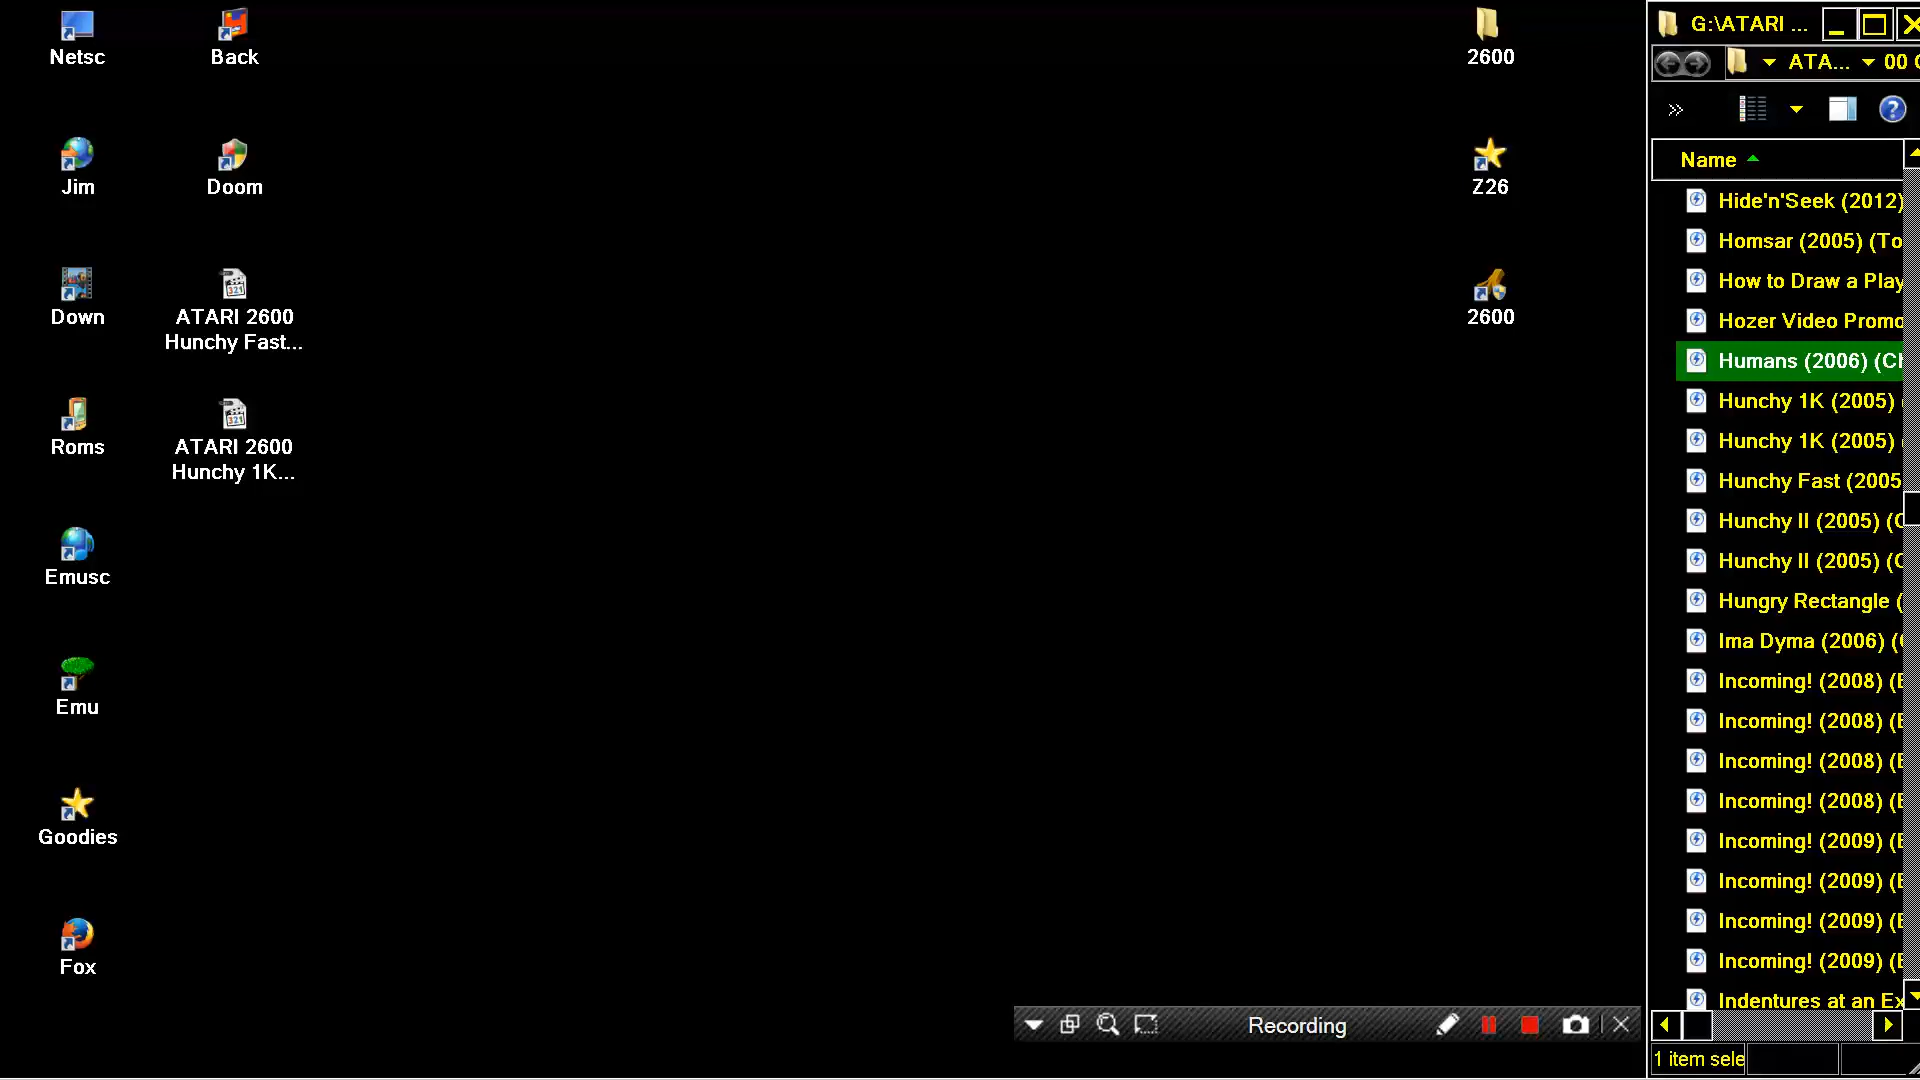 Netsc
Back
2600
Jim
Doom
Z26
Down
ATARI 2600
Hunchy Fast...
2600
Roms
ATARI 2600
Hunchy 1K...
Emusc
Emu
Goodies
Fox
Recording
G:\ATARI ...
ATA... 00
Name
Hide'n'Seek (2012)
Homsar (2005) (To
How to Draw a Play
Hozer Video Promo
Humans (2006) (Ch
Hunchy 1K (2005)
Hunchy 1K (2005)
Hunchy Fast (2005
Hunchy II (2005) (C
Hunchy II (2005) (C
Hungry Rectangle (
Ima Dyma (2006) (
Incoming! (2008) (
Incoming! (2008) (
Incoming! (2008) (
Incoming! (2008) (
Incoming! (2009) (
Incoming! (2009) (
Incoming! (2009) (
Incoming! (2009) (
Indentures at an Ex
1 item sele